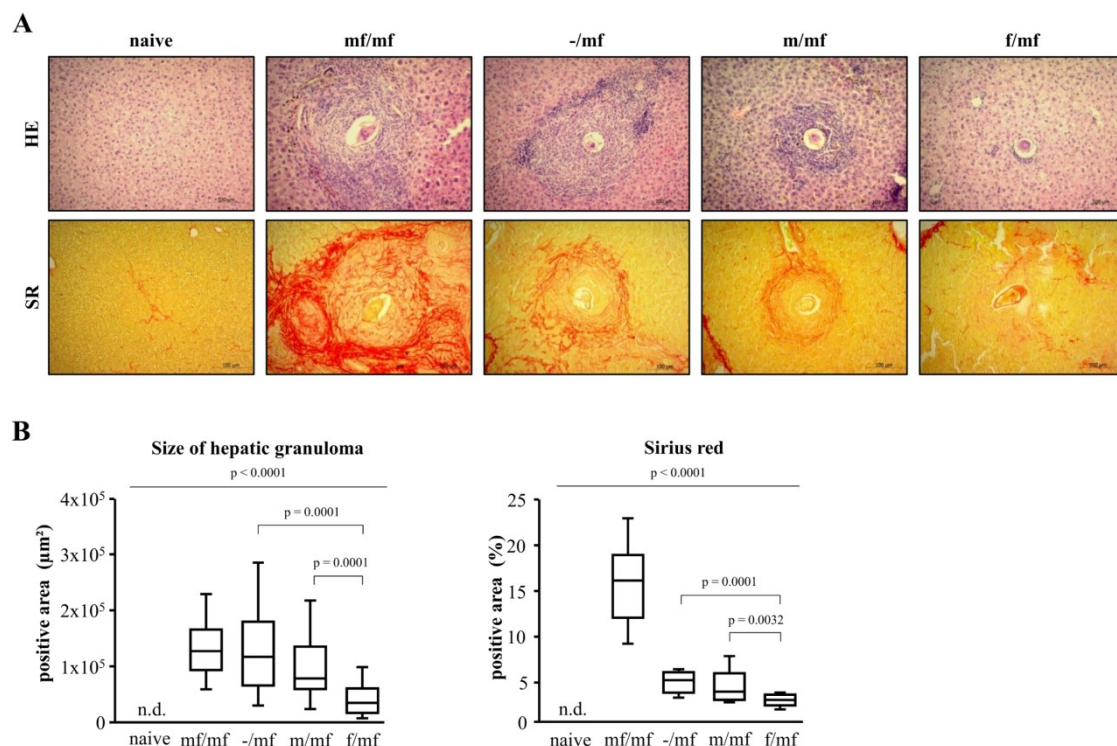 A
naive mf/mf -/mf m/mf f/mf
HE
SR
B
Size of hepatic granuloma
p < 0.0001
positive area (µm²)
4x10⁵
3x10⁵
2x10⁵
1x10⁵
0
p = 0.0001
p = 0.0001
n.d.
naive mf/mf -/mf m/mf f/mf
Sirius red
p < 0.0001
positive area (%)
25
20
15
10
5
0
p = 0.0001
p = 0.0032
n.d.
naive mf/mf -/mf m/mf f/mf